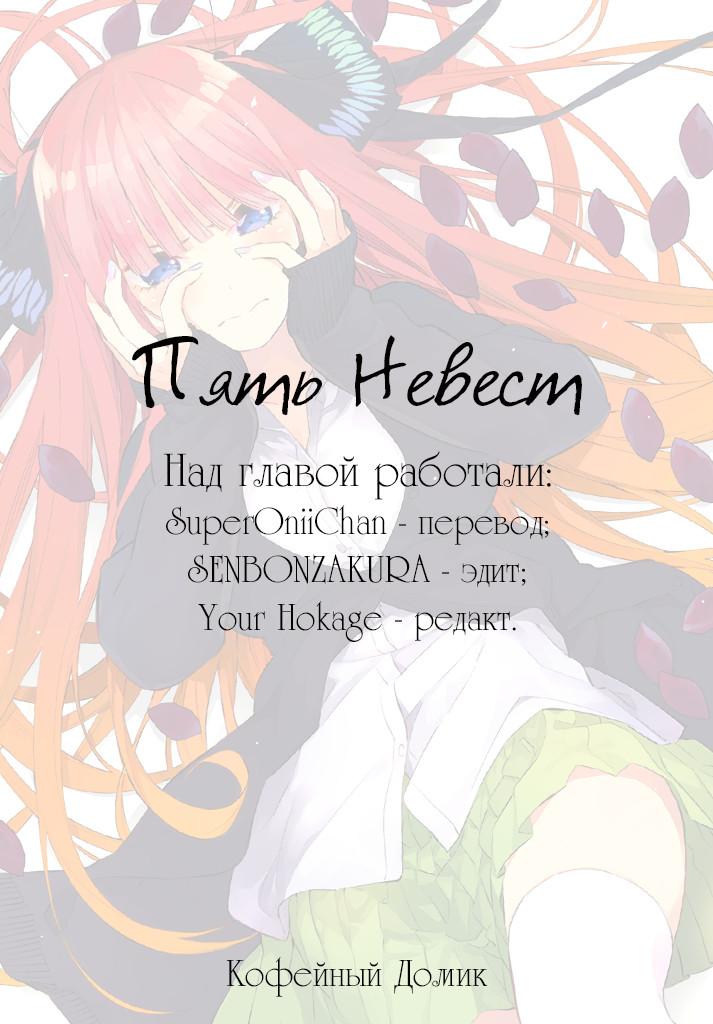 Пять Невест
Над главой работали:
SuperOniiChan - перевод;
SENBONZAKURA - эдит;
Your Hokage - редакт.
Кофейный Домик